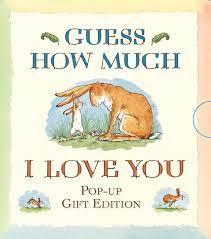 GUESS
HOW MUCH
I LOVE YOU
POP-UP
GIFT EDITION